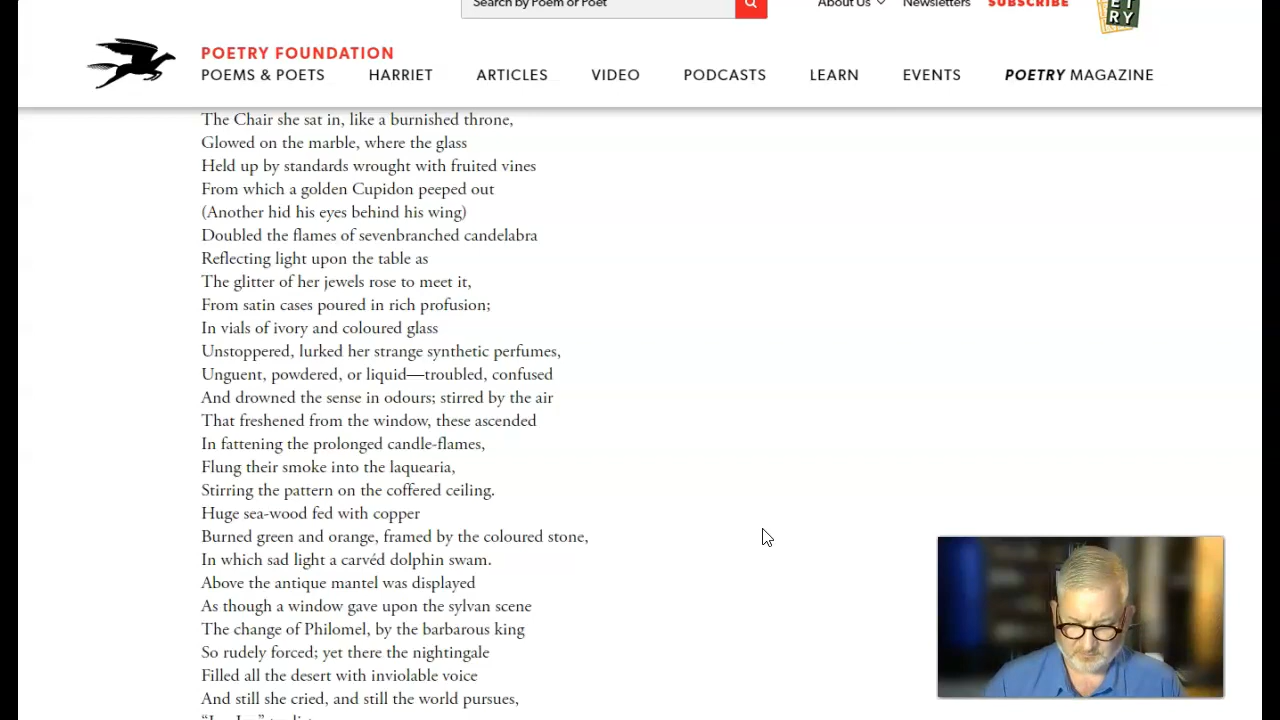 Search by Poem or Poet
About Us
Newsletters
SUBSCRIBE
ET
RY
POETRY FOUNDATION
POEMS & POETS
HARRIET
ARTICLES
VIDEO
PODCASTS
LEARN
EVENTS
POETRY MAGAZINE
The Chair she sat in, like a burnished throne,
Glowed on the marble, where the glass
Held up by standards wrought with fruited vines
From which a golden Cupidon peeped out
(Another hid his eyes behind his wing)
Doubled the flames of sevenbranched candelabra
Reflecting light upon the table as
The glitter of her jewels rose to meet it,
From satin cases poured in rich profusion;
In vials of ivory and coloured glass
Unstoppered, lurked her strange synthetic perfumes,
Unguent, powdered, or liquid—troubled, confused
And drowned the sense in odours; stirred by the air
That freshened from the window, these ascended
In fattening the prolonged candle-flames,
Flung their smoke into the laquearia,
Stirring the pattern on the coffered ceiling.
Huge sea-wood fed with copper
Burned green and orange, framed by the coloured stone,
In which sad light a carvéd dolphin swam.
Above the antique mantel was displayed
As though a window gave upon the sylvan scene
The change of Philomel, by the barbarous king
So rudely forced; yet there the nightingale
Filled all the desert with inviolable voice
And still she cried, and still the world pursues,